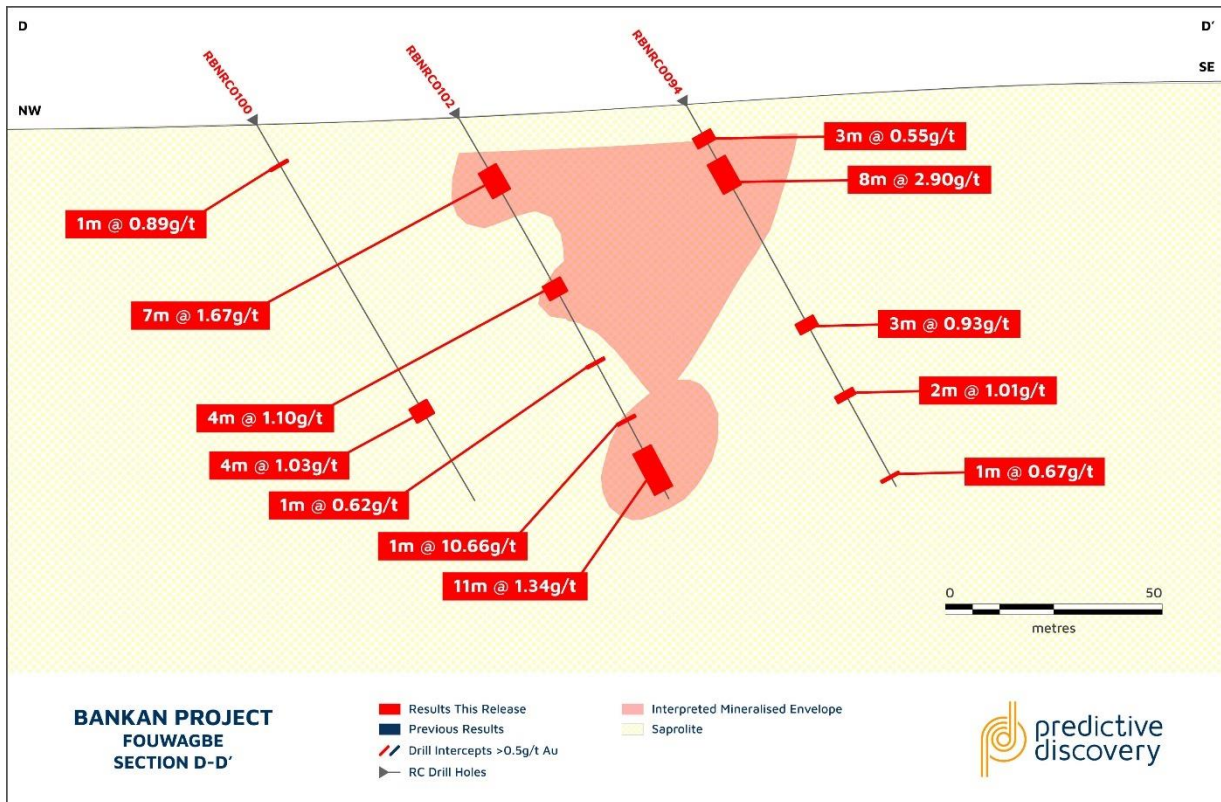 D
D'
NW
SE
RBNRC0100
RBNRC0102
RBNRC0094
3m @ 0.55g/t
8m @ 2.90g/t
1m @ 0.89g/t
7m @ 1.67g/t
3m @ 0.93g/t
2m @ 1.01g/t
4m @ 1.10g/t
4m @ 1.03g/t
1m @ 0.67g/t
1m @ 0.62g/t
1m @ 10.66g/t
11m @ 1.34g/t
0 50
metres
BANKAN PROJECT
FOUWAGBE
SECTION D-D'
Results This Release
Previous Results
Drill Intercepts >0.5g/t Au
RC Drill Holes
Interpreted Mineralised Envelope
Saprolite
predictive
discovery